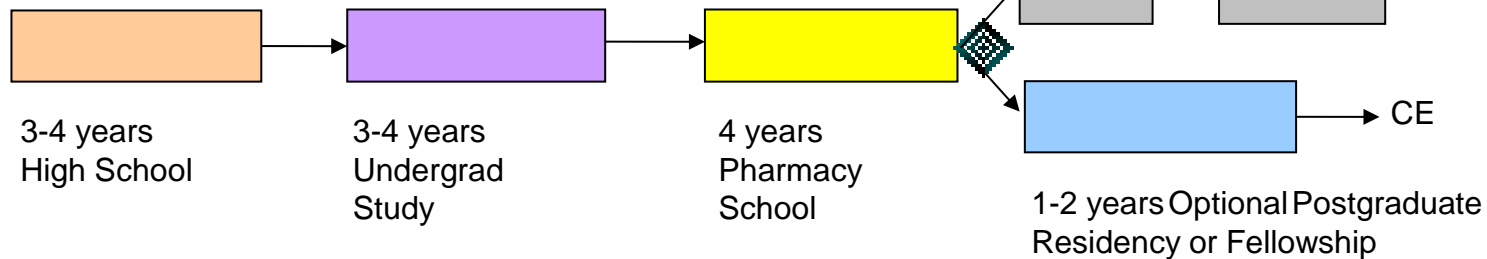 3-4 years
High School
3-4 years
Undergrad
Study
4 years
Pharmacy
School
CE
1-2 years Optional Postgraduate
Residency or Fellowship